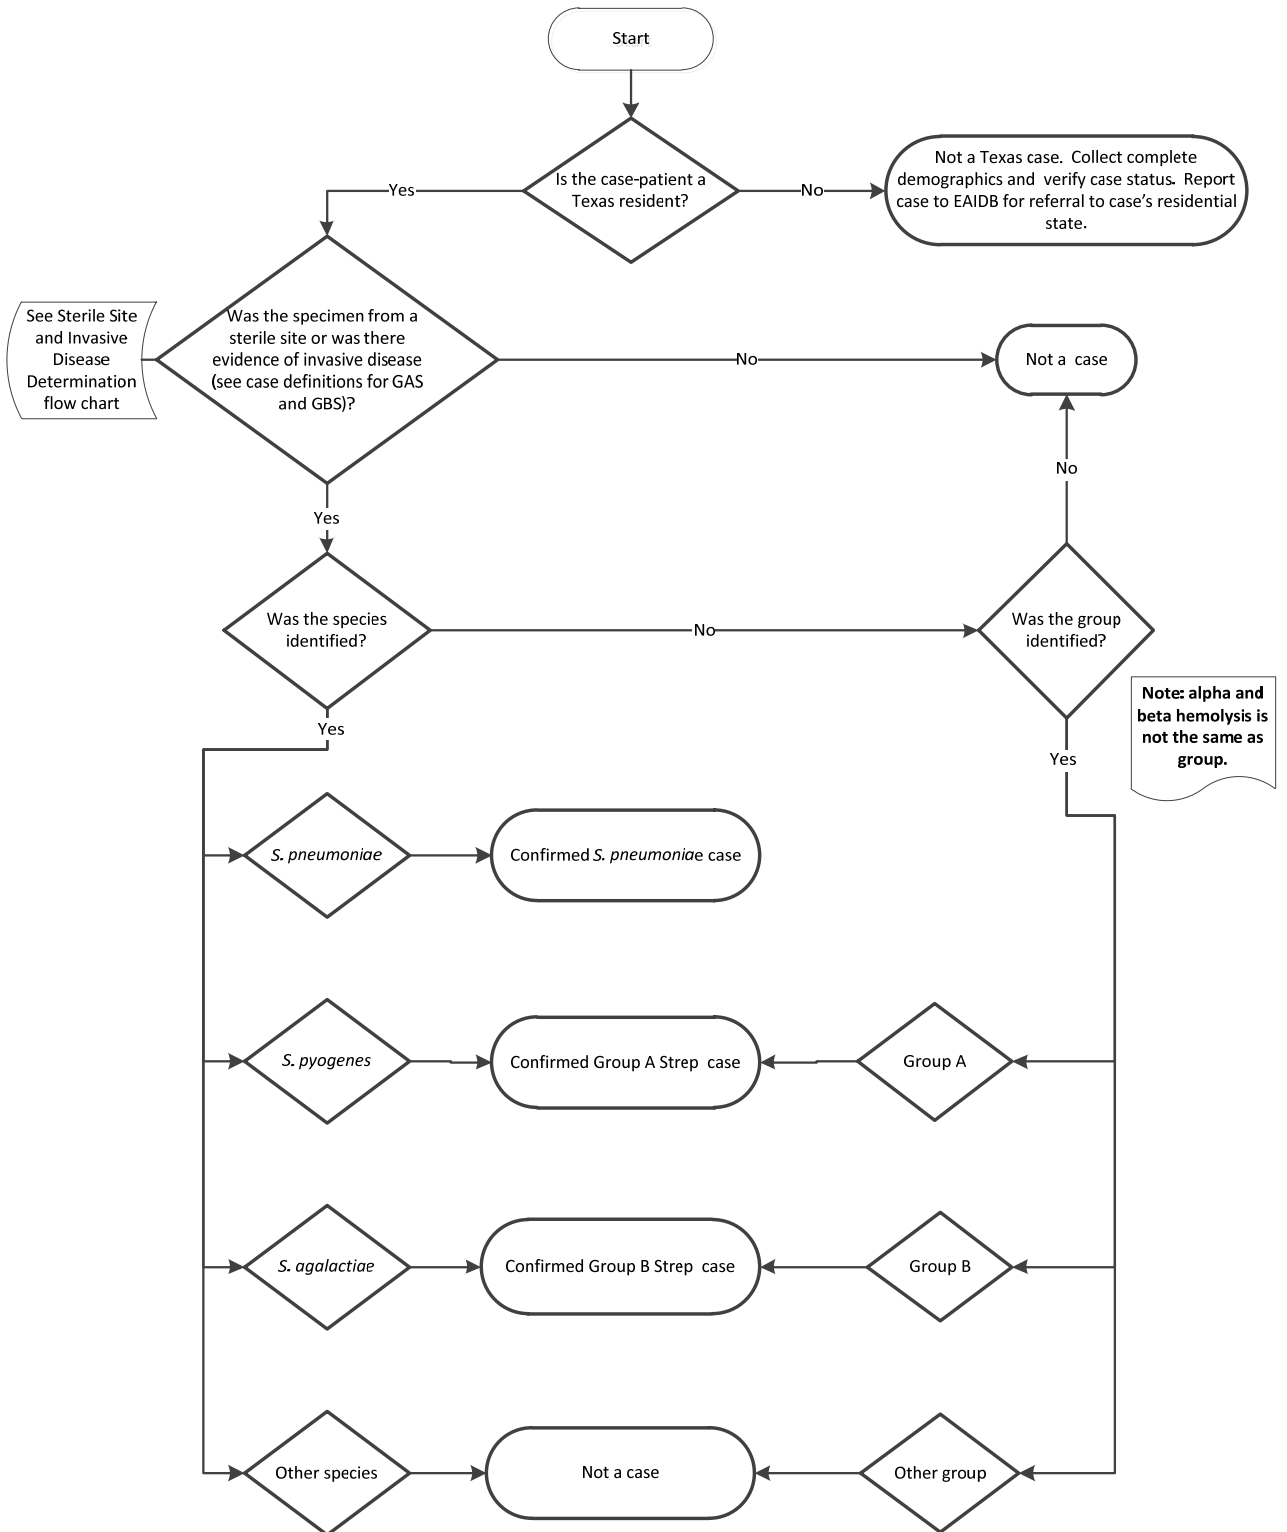 Start
Is the case-patient a
Texas resident?
Yes
No
Not a Texas case. Collect complete
demographics and verify case status. Report
case to EAIDB for referral to case's residential
state.
See Sterile Site
and Invasive
Disease
Determination
flow chart
Was the specimen from a
sterile site or was there
evidence of invasive disease
(see case definitions for GAS
and GBS)?
No
Not a case
No
Yes
Was the species
identified?
No
Was the group
identified?
Note: alpha and
beta hemolysis is
not the same as
group.
Yes
Yes
S. pneumoniae
Confirmed S. pneumoniae case
S. pyogenes
Confirmed Group A Strep case
Group A
S. agalactiae
Confirmed Group B Strep case
Group B
Other species
Not a case
Other group